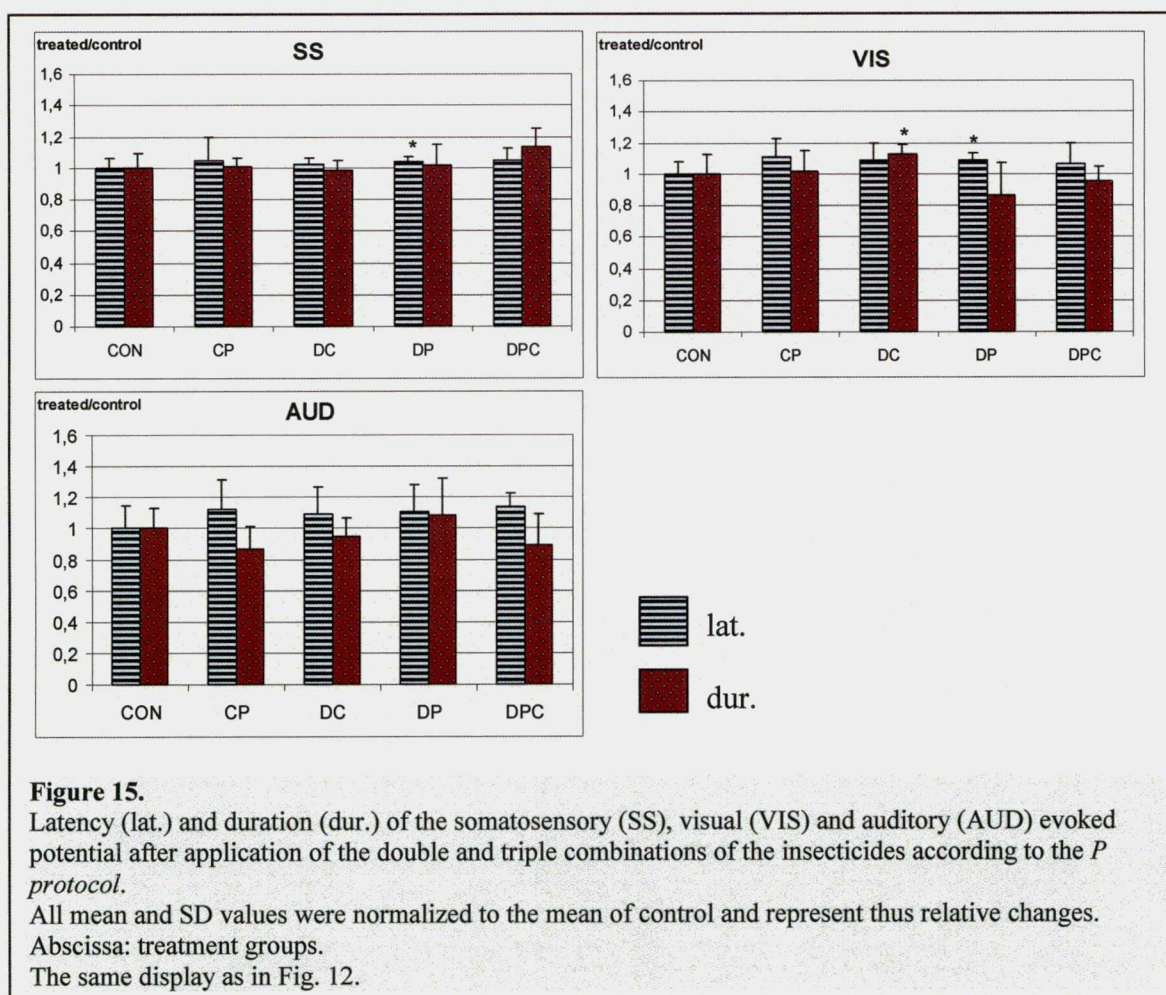 treated/control
SS
1,6
1,4
1,2
1
0,8
0,6
0,4
0,2
0
*
CON CP DC DP DPC
treated/control
VIS
1,6
1,4
1,2
1
0,8
0,6
0,4
0,2
0
* *
CON CP DC DP DPC
treated/control
AUD
1,6
1,4
1,2
1
0,8
0,6
0,4
0,2
0
CON CP DC DP DPC
lat.
dur.
Figure 15.
Latency (lat.) and duration (dur.) of the somatosensory (SS), visual (VIS) and auditory (AUD) evoked
potential after application of the double and triple combinations of the insecticides according to the P
protocol.
All mean and SD values were normalized to the mean of control and represent thus relative changes.
Abscissa: treatment groups.
The same display as in Fig. 12.